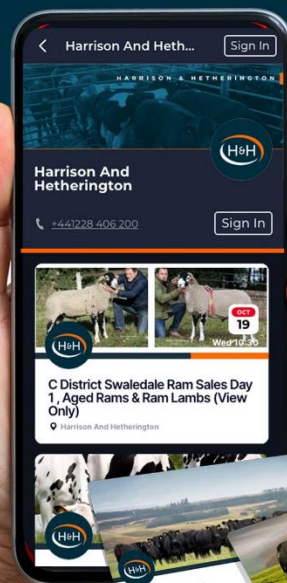 Harrison And Heth...
Sign In
HARRISON & HETHERINGTON
H&H
Harrison And
Hetherington
+441228 406 200
Sign In
OCT
19
Wed 10:30
H&H
C District Swaledale Ram Sales Day
1 , Aged Rams & Ram Lambs (View
Only)
Harrison And Hetherington
H&H
H&H